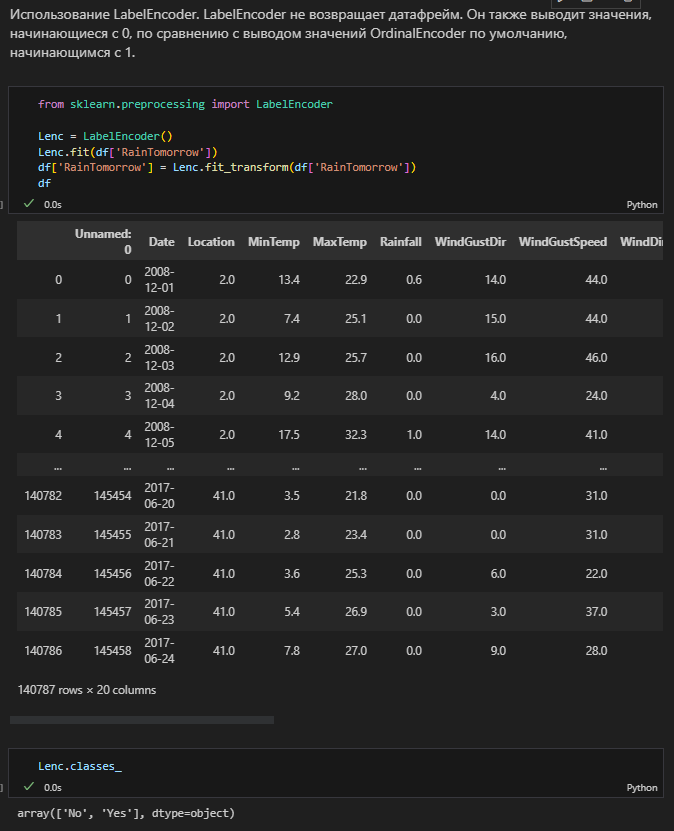 Использование LabelEncoder. LabelEncoder не возвращает датафрейм. Он также выводит значения,
начинающиеся с 0, по сравнению с выводом значений OrdinalEncoder по умолчанию,
начинающимся с 1.
from sklearn.preprocessing import LabelEncoder
Lenc = LabelEncoder()
Lenc.fit(df['RainTomorrow'])
df['RainTomorrow'] = Lenc.fit_transform(df['RainTomorrow'])
df
0.0s Python
Unnamed:
0 Date Location MinTemp MaxTemp Rainfall WindGustDir WindGustSpeed WindDi
0 0 2008-
12-01 2.0 13.4 22.9 0.6 14.0 44.0
1 1 2008-
12-02 2.0 7.4 25.1 0.0 15.0 44.0
2 2 2008-
12-03 2.0 12.9 25.7 0.0 16.0 46.0
3 3 2008-
12-04 2.0 9.2 28.0 0.0 4.0 24.0
4 4 2008-
12-05 2.0 17.5 32.3 1.0 14.0 41.0
... ... ... ... ... ... ... ... ...
140782 145454 2017-
06-20 41.0 3.5 21.8 0.0 0.0 31.0
140783 145455 2017-
06-21 41.0 2.8 23.4 0.0 0.0 31.0
140784 145456 2017-
06-22 41.0 3.6 25.3 0.0 6.0 22.0
140785 145457 2017-
06-23 41.0 5.4 26.9 0.0 3.0 37.0
140786 145458 2017-
06-24 41.0 7.8 27.0 0.0 9.0 28.0
140787 rows × 20 columns
Lenc.classes_
0.0s Python
array(['No', 'Yes'], dtype=object)